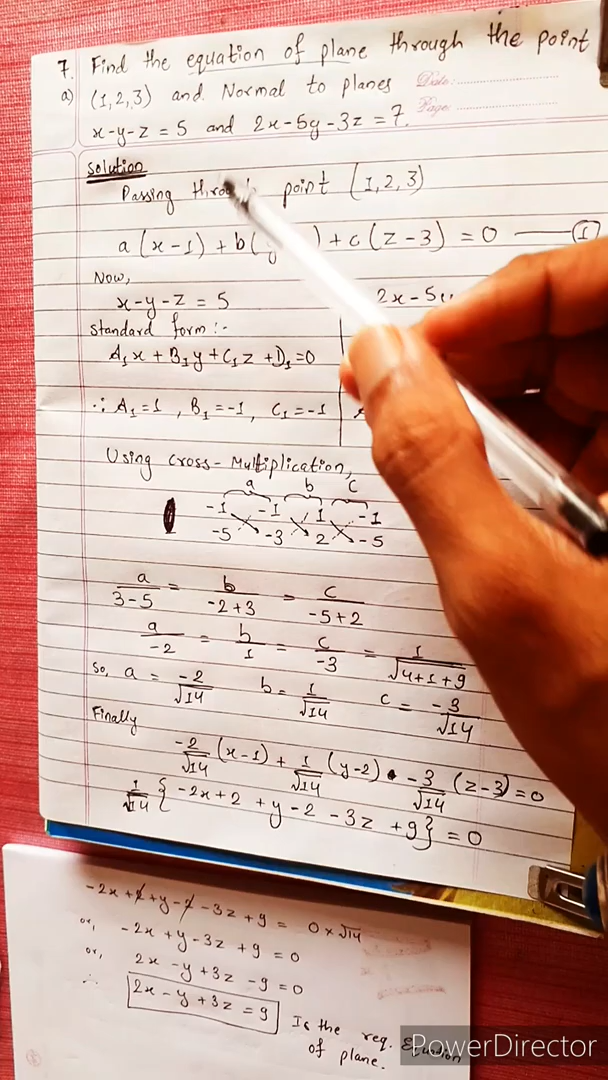 7. Find the equation of plane through the point
a) (1,2,3) and Normal to planes Date:
x-y-z = 5 and 2x-5y-3z = 7. Page:
Solution
Passing through point (1,2,3)
a(x-1) + b( ) + c(z-3) = 0 — 1
Now,
x-y-z = 5 2x-5y
standard form:-
A₁x + B₁y + C₁z + D₁ = 0
∴ A₁ = 1 , B₁ = -1 , C₁ = -1
Using Cross-Multiplication,
a b c
-1 -1 1 -1
-5 -3 2 -5
a/3-5 = b/-2+3 = c/-5+2
a/-2 = b/1 = c/-3 = 1/√4+1+9
So, a = -2/√14 b = 1/√14 c = -3/√14
Finally
-2/√14 (x-1) + 1/√14 (y-2) -3/√14 (z-3) = 0
1/√14 {-2x+2 + y-2 -3z +9} = 0
-2x+2+y-2-3z+9 = 0×√14
or, -2x+y-3z+9 = 0
or, 2x-y+3z-9 = 0
∴ 2x-y+3z = 9 Is the req. Equation
of plane.
PowerDirector